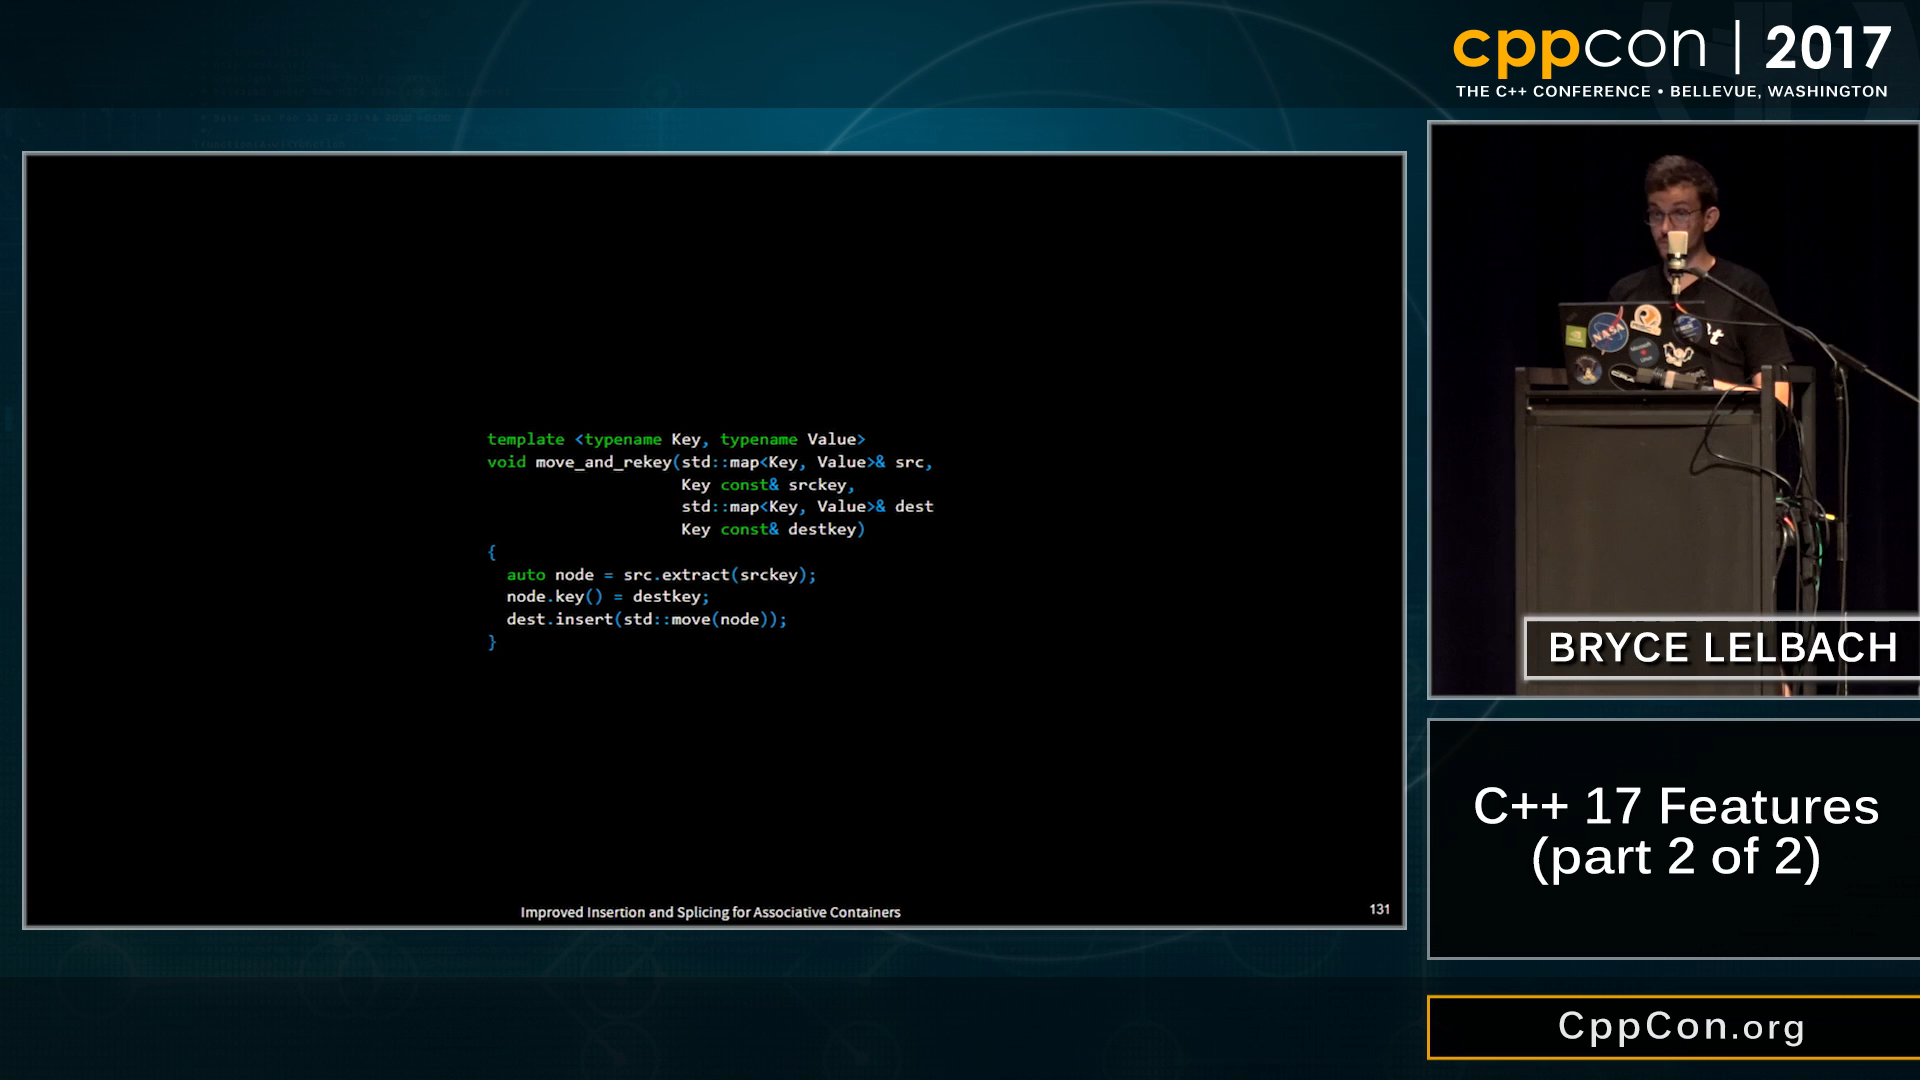 cppcon | 2017
THE C++ CONFERENCE • BELLEVUE, WASHINGTON
template <typename Key, typename Value>
void move_and_rekey(std::map<Key, Value>& src,
Key const& srckey,
std::map<Key, Value>& dest
Key const& destkey)
{
auto node = src.extract(srckey);
node.key() = destkey;
dest.insert(std::move(node));
}
Improved Insertion and Splicing for Associative Containers
131
NASA
BRYCE LELBACH
C++ 17 Features
(part 2 of 2)
CppCon.org